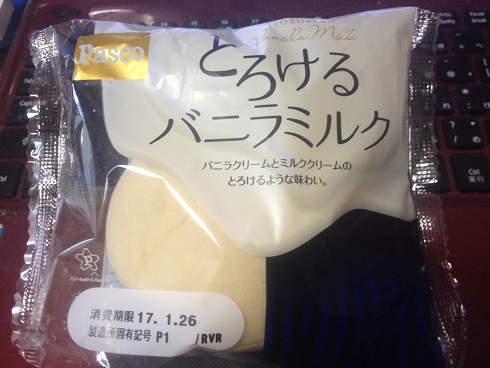 Pasco
TOROKERU
Vanilla Milk
とろける
バニラミルク
バニラクリームとミルククリームの
とろけるような味わい。
消費期限 17. 1.26
製造所固有記号 P1 /RVR